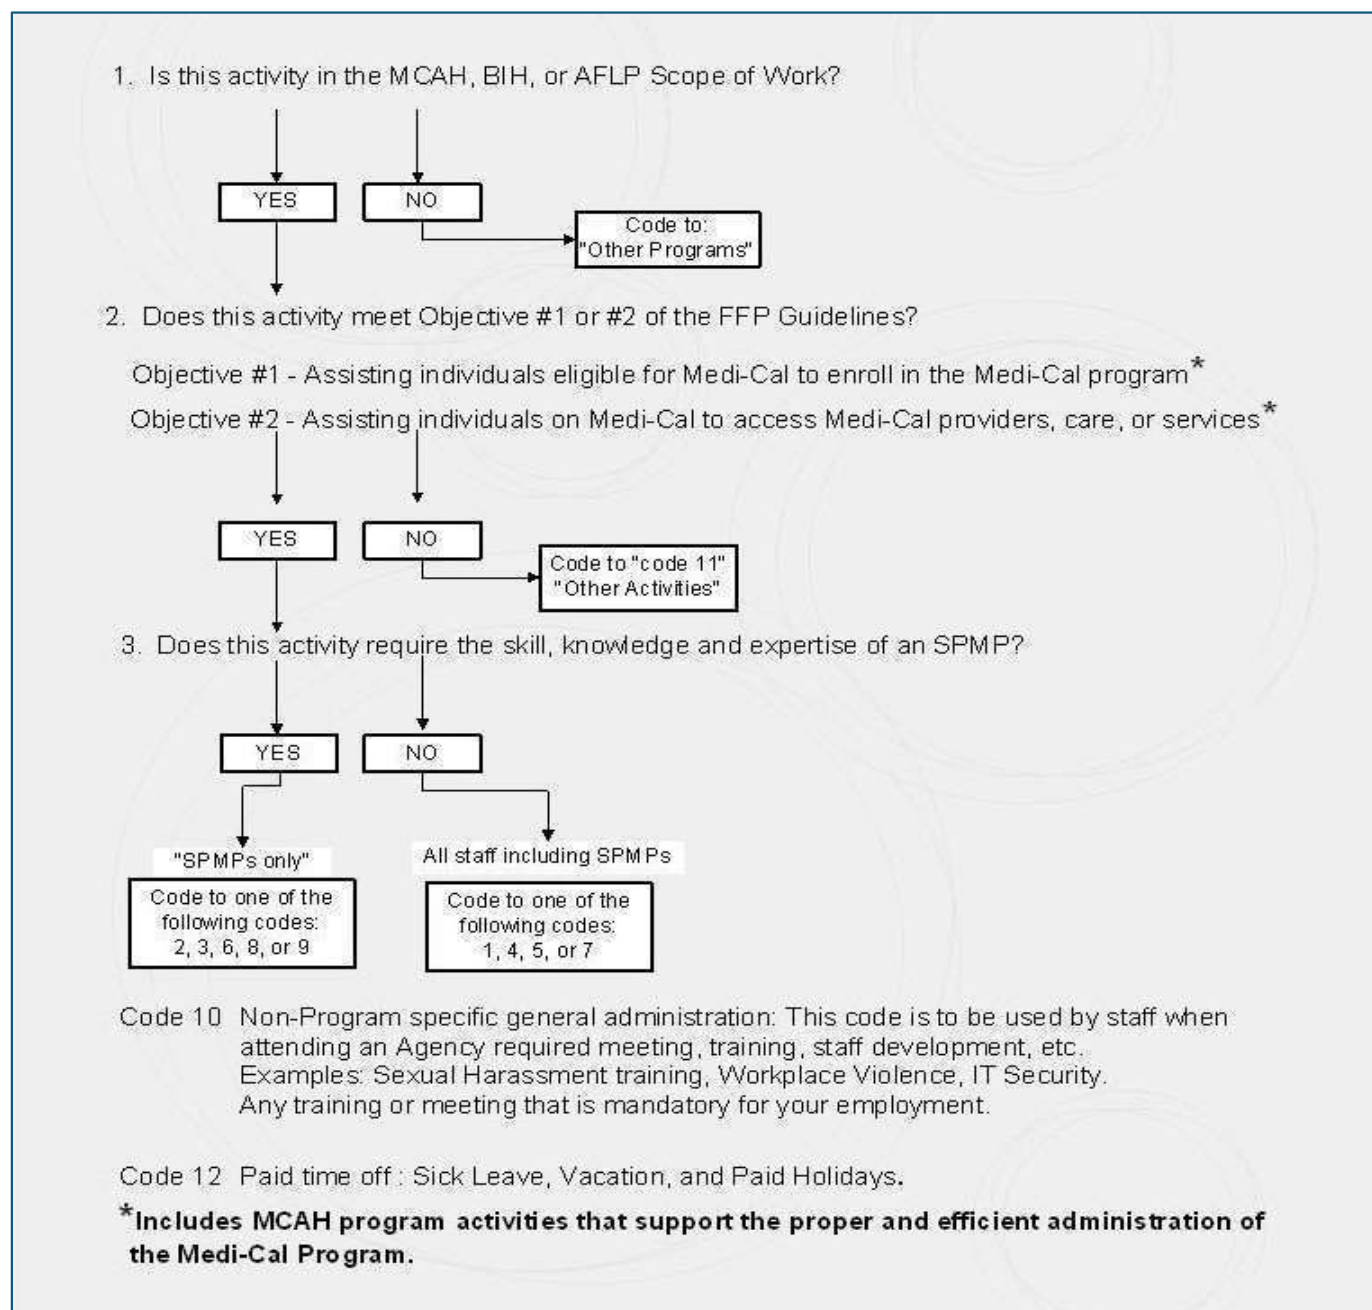 1. Is this activity in the MCAH, BIH, or AFLP Scope of Work?
YES
NO
Code to:
"Other Programs"
2. Does this activity meet Objective #1 or #2 of the FFP Guidelines?
Objective #1 - Assisting individuals eligible for Medi-Cal to enroll in the Medi-Cal program*
Objective #2 - Assisting individuals on Medi-Cal to access Medi-Cal providers, care, or services*
YES
NO
Code to "code 11"
"Other Activities"
3. Does this activity require the skill, knowledge and expertise of an SPMP?
YES
NO
"SPMPs only"
Code to one of the
following codes:
2, 3, 6, 8, or 9
All staff including SPMPs
Code to one of the
following codes:
1, 4, 5, or 7
Code 10 Non-Program specific general administration: This code is to be used by staff when
attending an Agency required meeting, training, staff development, etc.
Examples: Sexual Harassment training, Workplace Violence, IT Security.
Any training or meeting that is mandatory for your employment.
Code 12 Paid time off : Sick Leave, Vacation, and Paid Holidays.
*Includes MCAH program activities that support the proper and efficient administration of
the Medi-Cal Program.